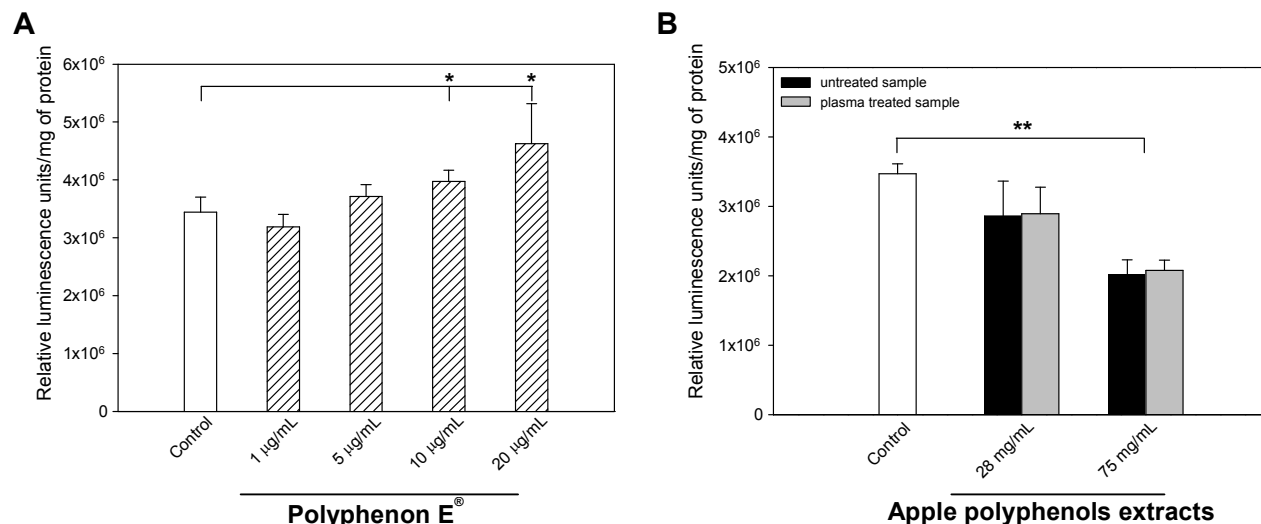 A
Relative luminescence units/mg of protein
6x10⁶
5x10⁶
4x10⁶
3x10⁶
2x10⁶
1x10⁶
0
* *
Control
1 µg/mL
5 µg/mL
10 µg/mL
20 µg/mL
Polyphenon E®
B
Relative luminescence units/mg of protein
5x10⁶
4x10⁶
3x10⁶
2x10⁶
1x10⁶
0
untreated sample
plasma treated sample
**
Control
28 mg/mL
75 mg/mL
Apple polyphenols extracts